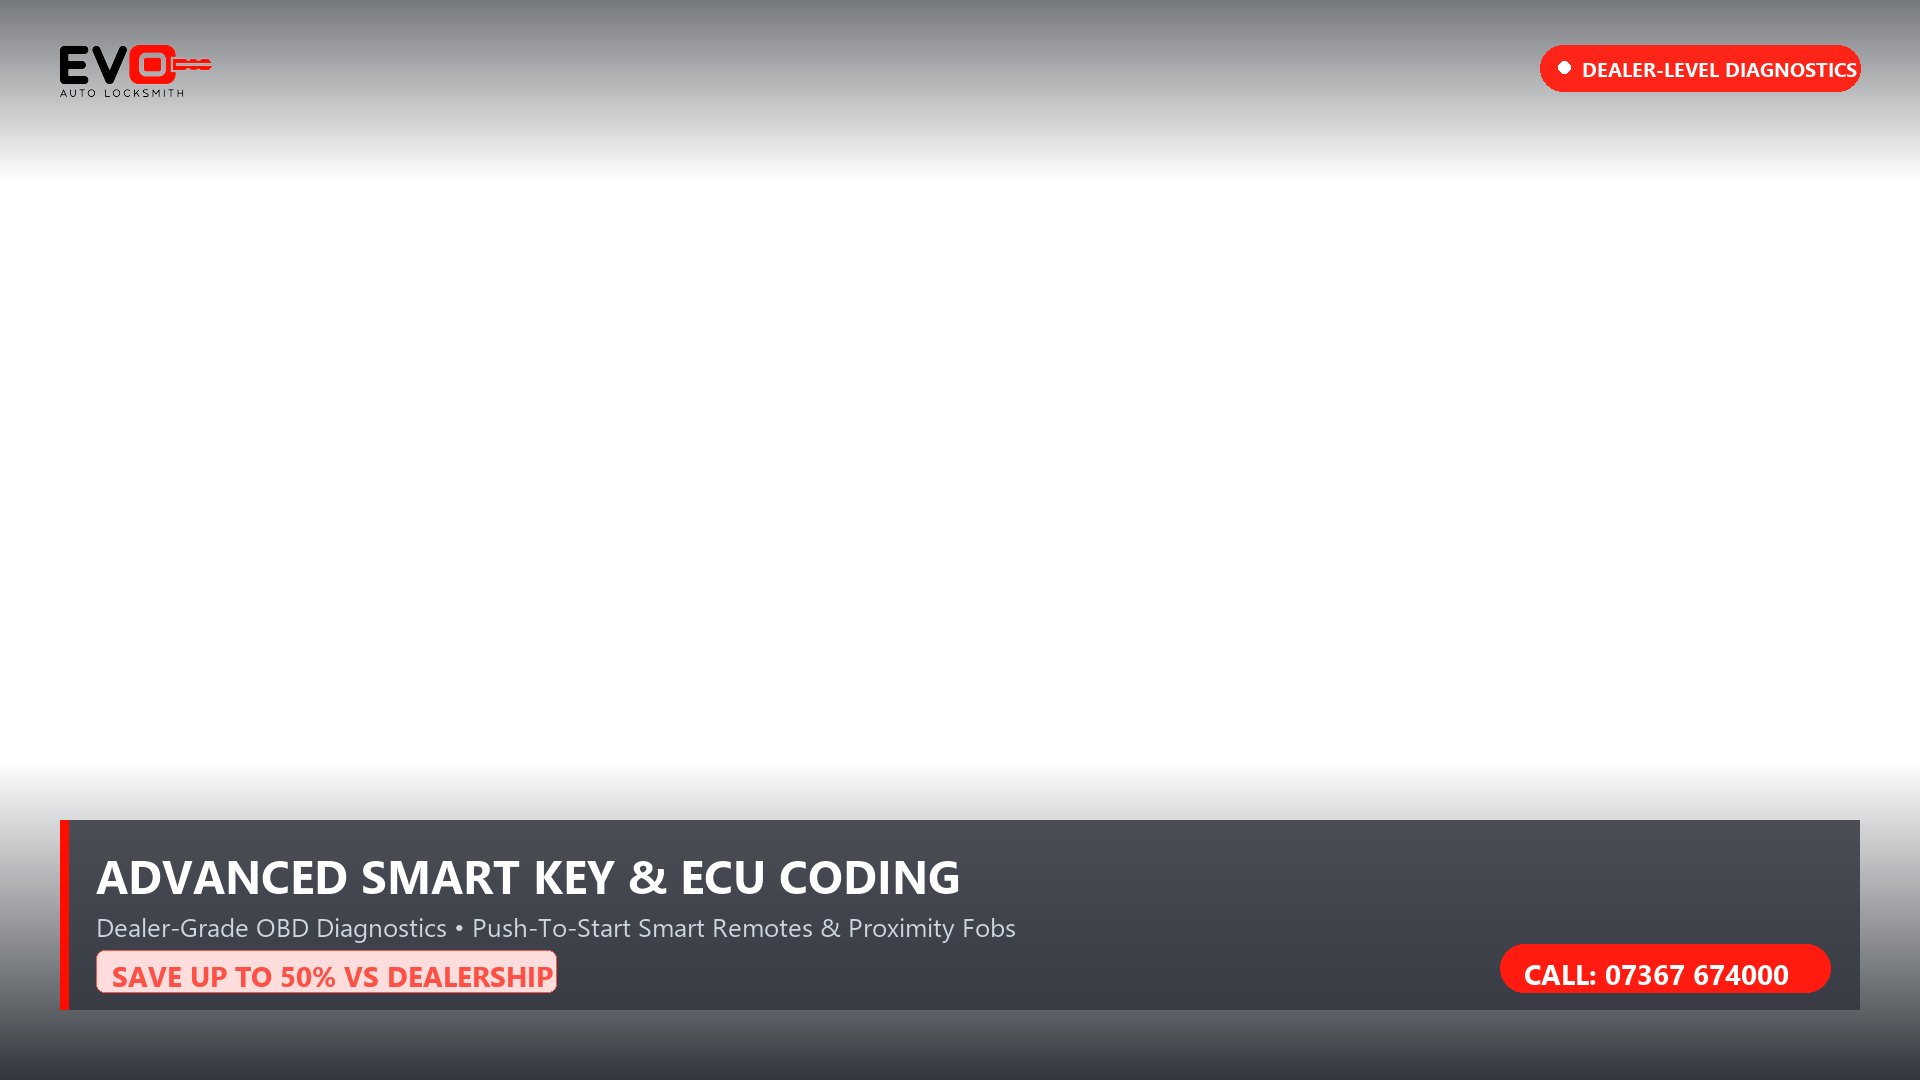 EVO
AUTO LOCKSMITH
DEALER-LEVEL DIAGNOSTICS
ADVANCED SMART KEY & ECU CODING
Dealer-Grade OBD Diagnostics • Push-To-Start Smart Remotes & Proximity Fobs
SAVE UP TO 50% VS DEALERSHIP
CALL: 07367 674000